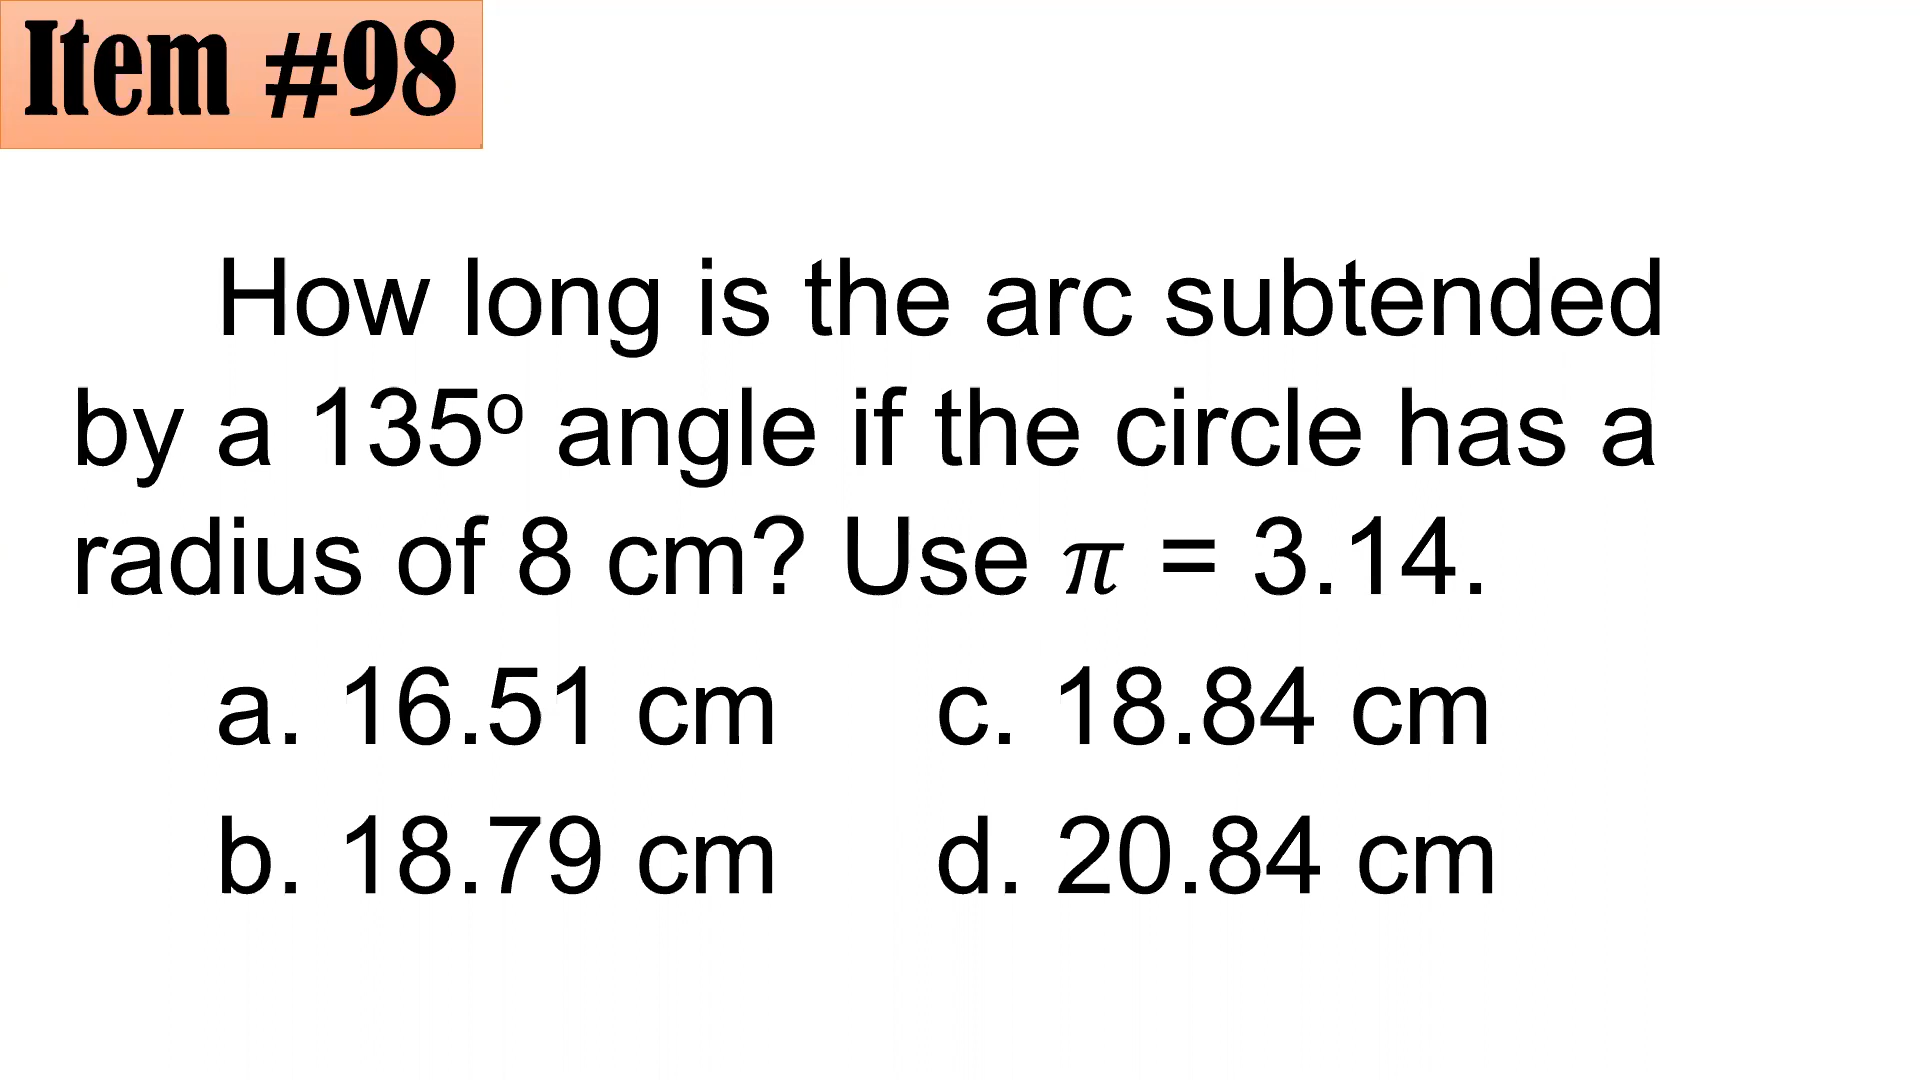 Item #98
How long is the arc subtended
by a 135º angle if the circle has a
radius of 8 cm? Use π = 3.14.
a. 16.51 cm c. 18.84 cm
b. 18.79 cm d. 20.84 cm